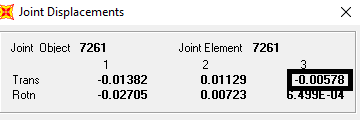 Joint Displacements
Joint Object 7261 Joint Element 7261
1 2 3
Trans -0.01382 0.01129 -0.00578
Rotn -0.02705 0.00723 6.499E-04